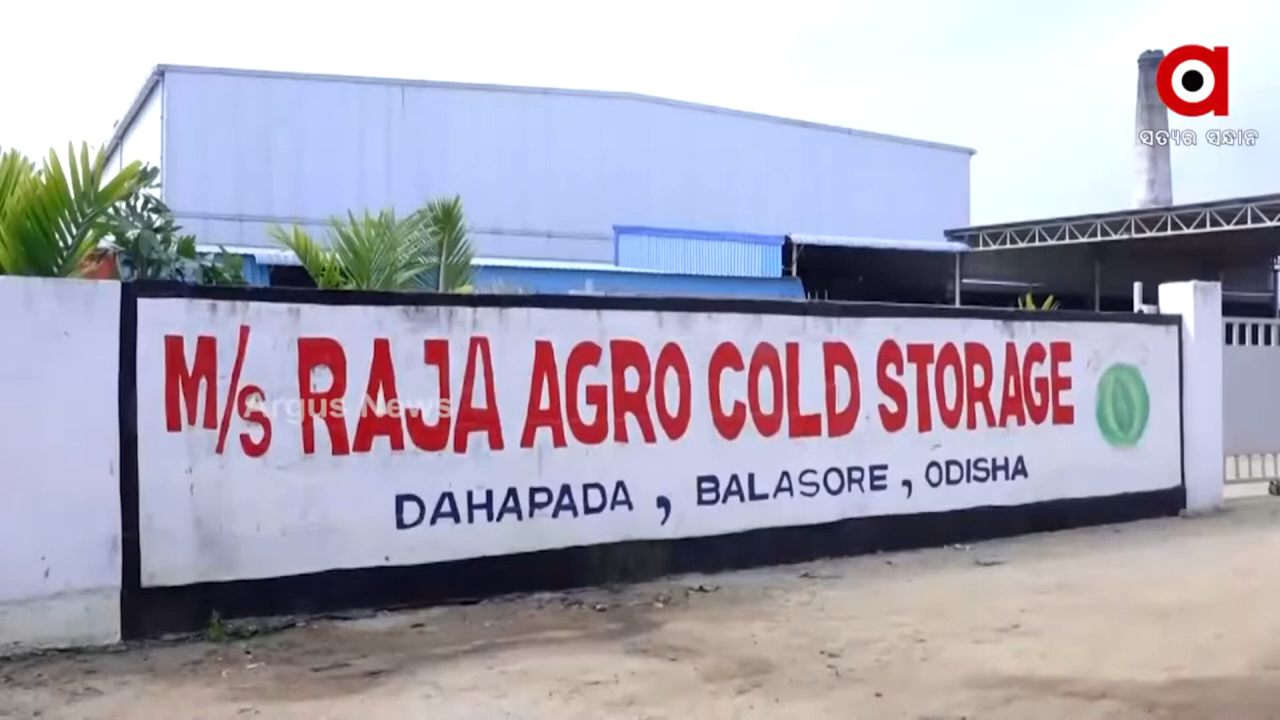 ସତ୍ୟର ସନ୍ଧାନ
M/S RAJA AGRO COLD STORAGE
Argus News
DAHAPADA, BALASORE, ODISHA